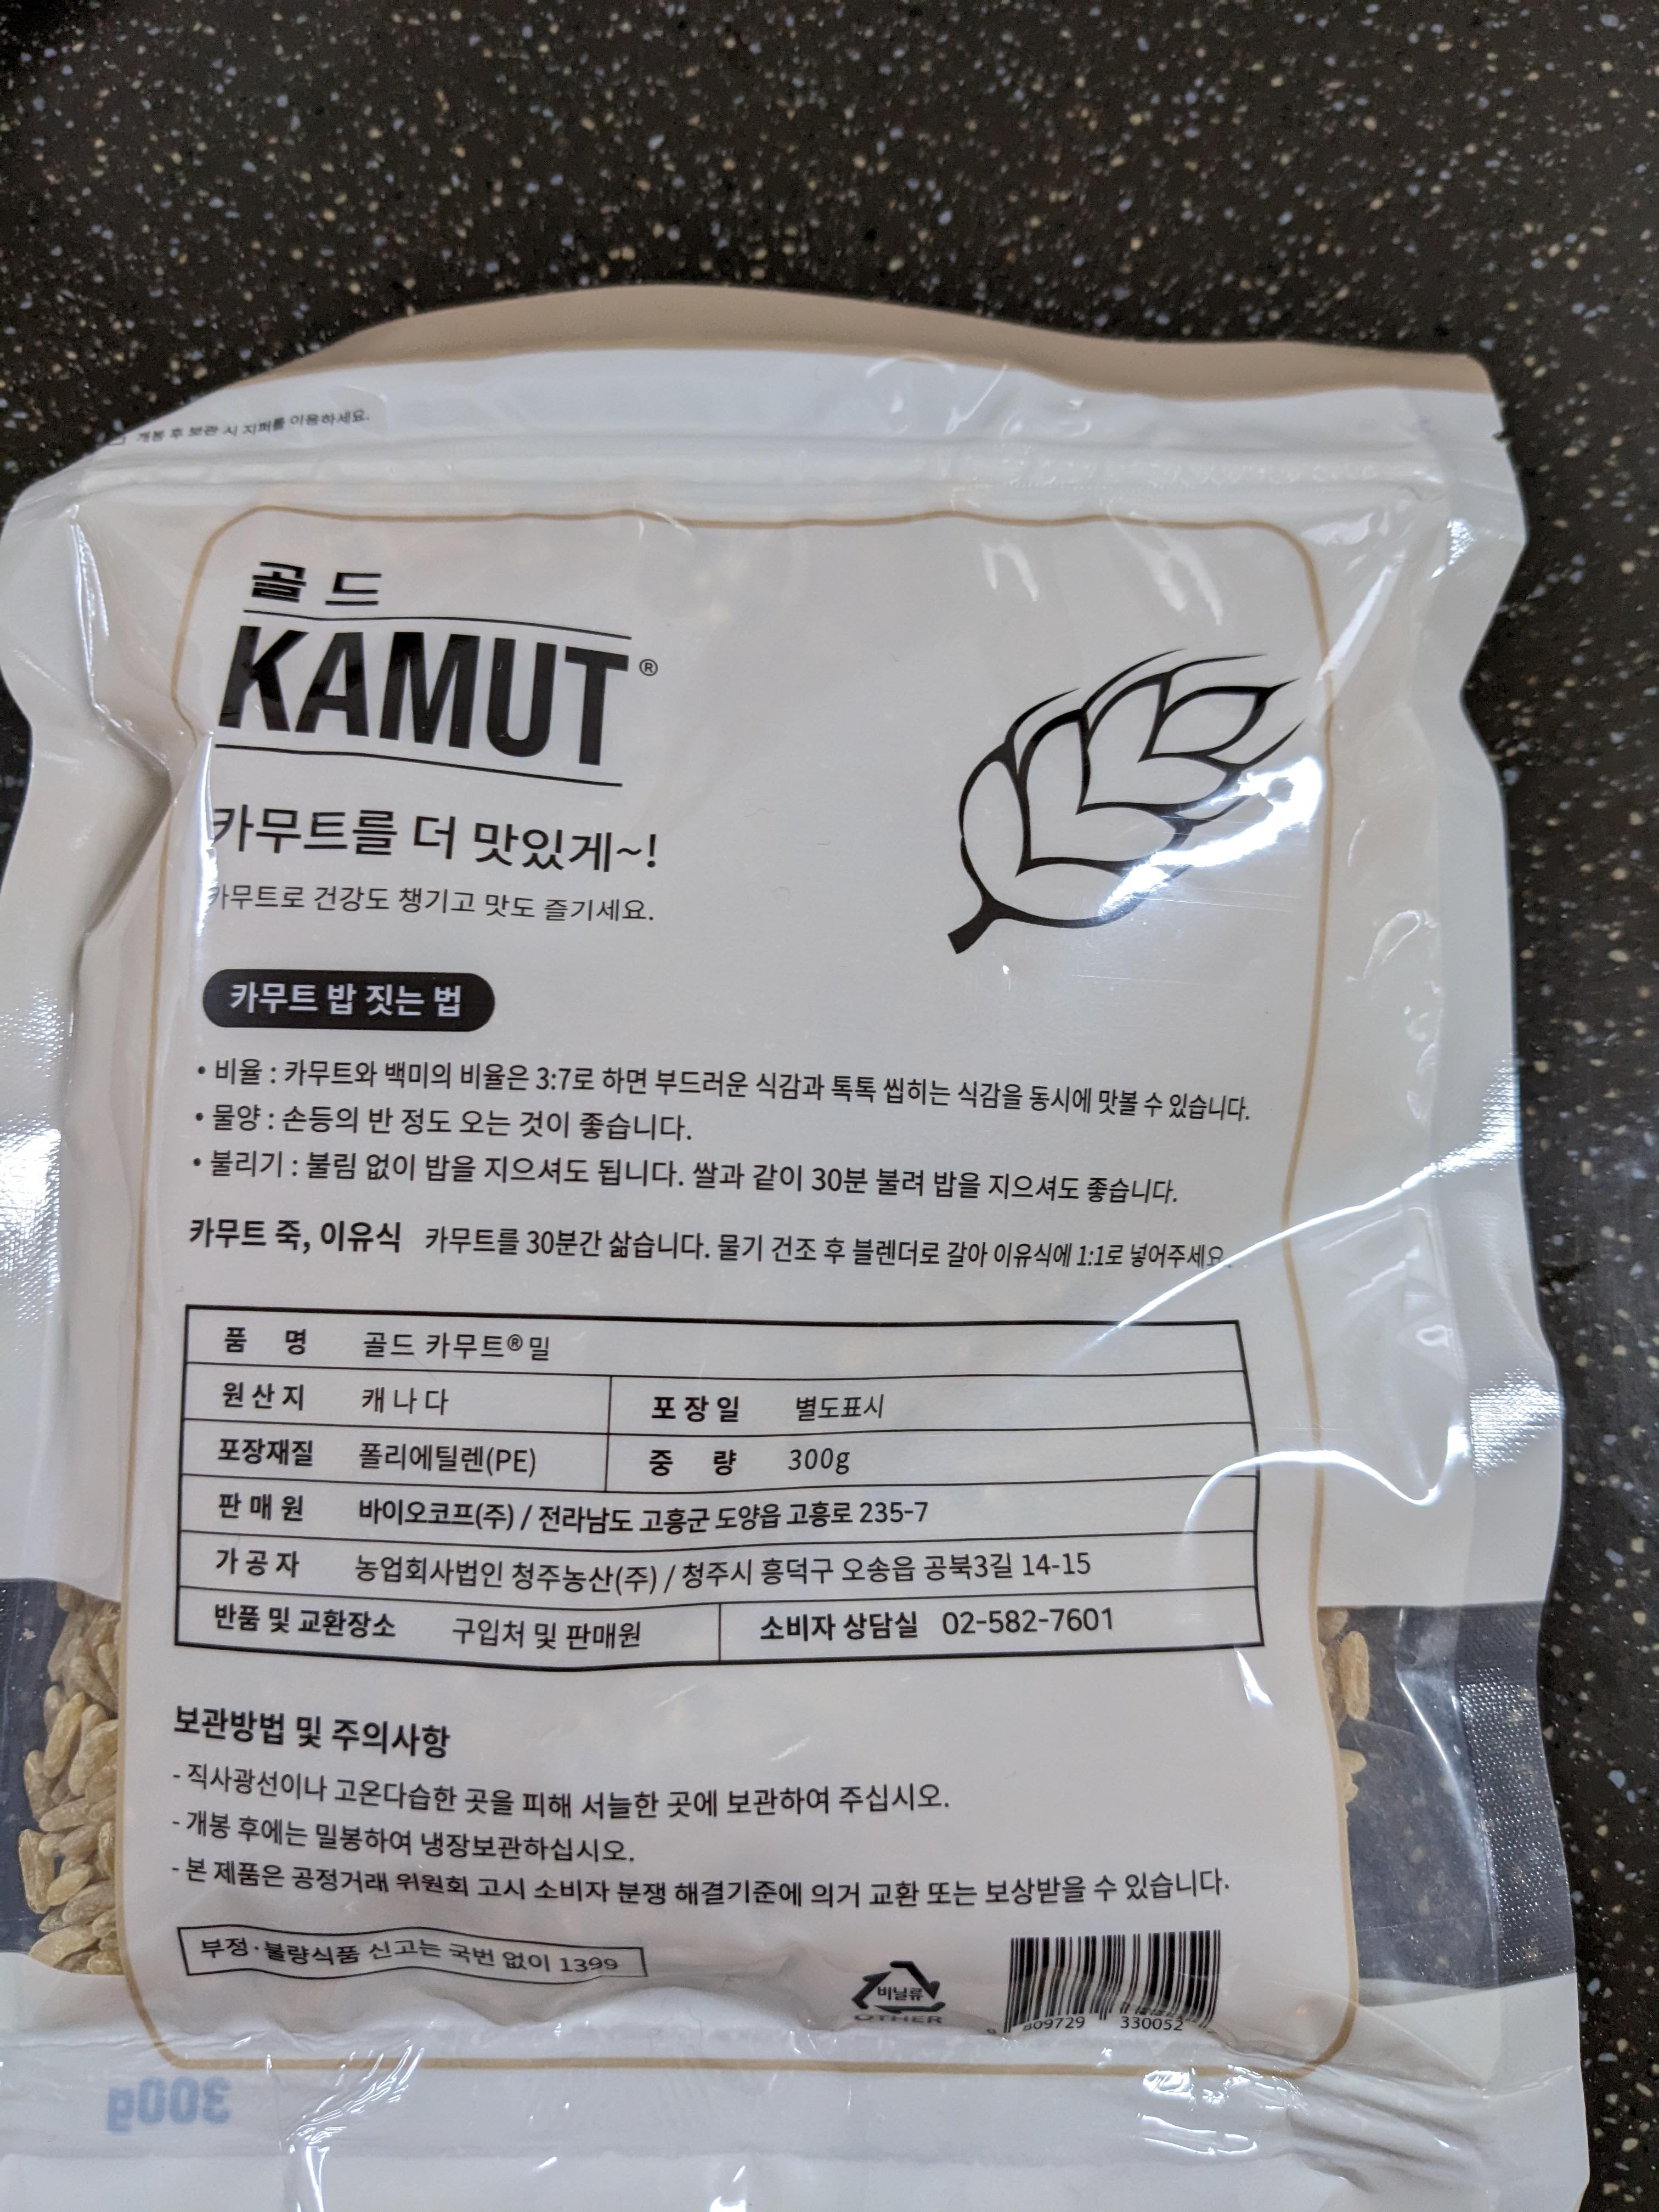 개봉 후 보관 시 지퍼를 이용하세요.
골드
KAMUT®
카무트를 더 맛있게~!
카무트로 건강도 챙기고 맛도 즐기세요.
카무트 밥 짓는 법
• 비율 : 카무트와 백미의 비율은 3:7로 하면 부드러운 식감과 톡톡 씹히는 식감을 동시에 맛볼 수 있습니다.
• 물양 : 손등의 반 정도 오는 것이 좋습니다.
• 불리기 : 불림 없이 밥을 지으셔도 됩니다. 쌀과 같이 30분 불려 밥을 지으셔도 좋습니다.
카무트 죽, 이유식 카무트를 30분간 삶습니다. 물기 건조 후 블렌더로 갈아 이유식에 1:1로 넣어주세요.
품 명 골드 카무트®밀
원산지 캐나다 포장일 별도표시
포장재질 폴리에틸렌(PE) 중 량 300g
판매원 바이오코프(주) / 전라남도 고흥군 도양읍 고흥로 235-7
가공자 농업회사법인 청주농산(주) / 청주시 흥덕구 오송읍 공북3길 14-15
반품 및 교환장소 구입처 및 판매원 소비자 상담실 02-582-7601
보관방법 및 주의사항
- 직사광선이나 고온다습한 곳을 피해 서늘한 곳에 보관하여 주십시오.
- 개봉 후에는 밀봉하여 냉장보관하십시오.
- 본 제품은 공정거래 위원회 고시 소비자 분쟁 해결기준에 의거 교환 또는 보상받을 수 있습니다.
부정·불량식품 신고는 국번 없이 1399
비닐류
OTHER
9 809729 330052
300g